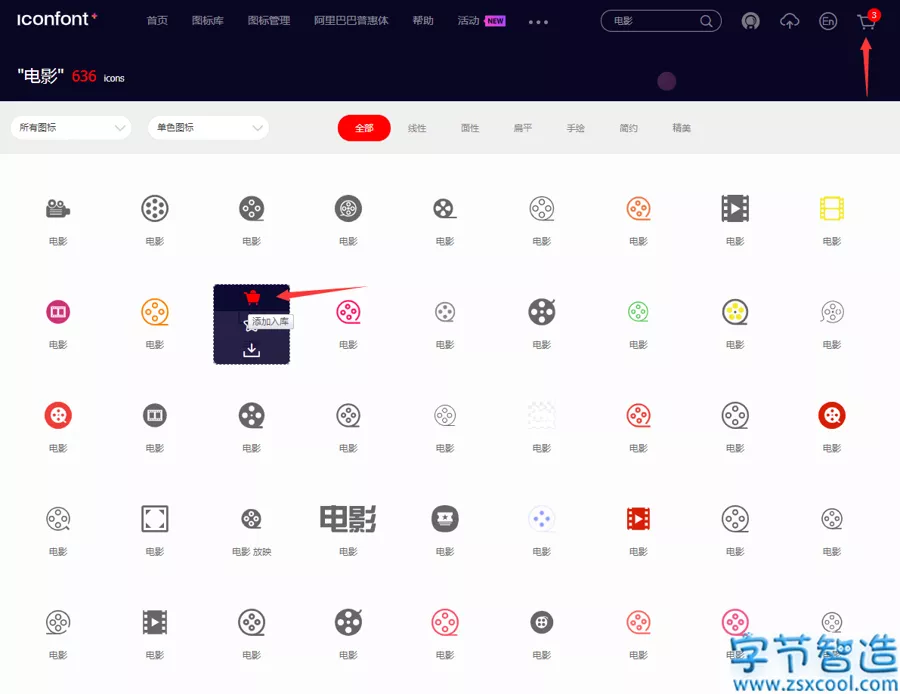 iconfont+
首页 图标库 图标管理 阿里巴巴普惠体 帮助 活动 NEW •••
电影
En
3
"电影" 636 icons
所有图标 单色图标 全部 线性 面性 扁平 手绘 简约 精美
电影 电影 电影 电影 电影 电影 电影 电影 电影
添加入库
电影 电影 电影 电影 电影 电影 电影 电影
电影 电影 电影 电影 电影 电影 电影 电影 电影
电影
电影 电影 电影 放映 电影 电影 电影 电影 电影 电影
电影 电影 电影 电影 电影 电影 电影 电影 电影
字节智造
www.zsxcool.com